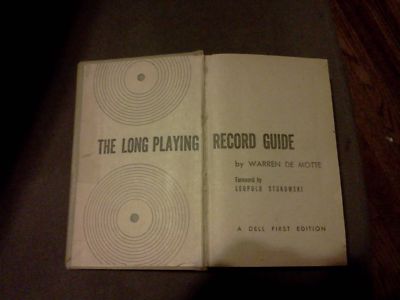 THE LONG PLAYING RECORD GUIDE
by WARREN DE MOTTE
Foreword by
LEOPOLD STOKOWSKI
A DELL FIRST EDITION